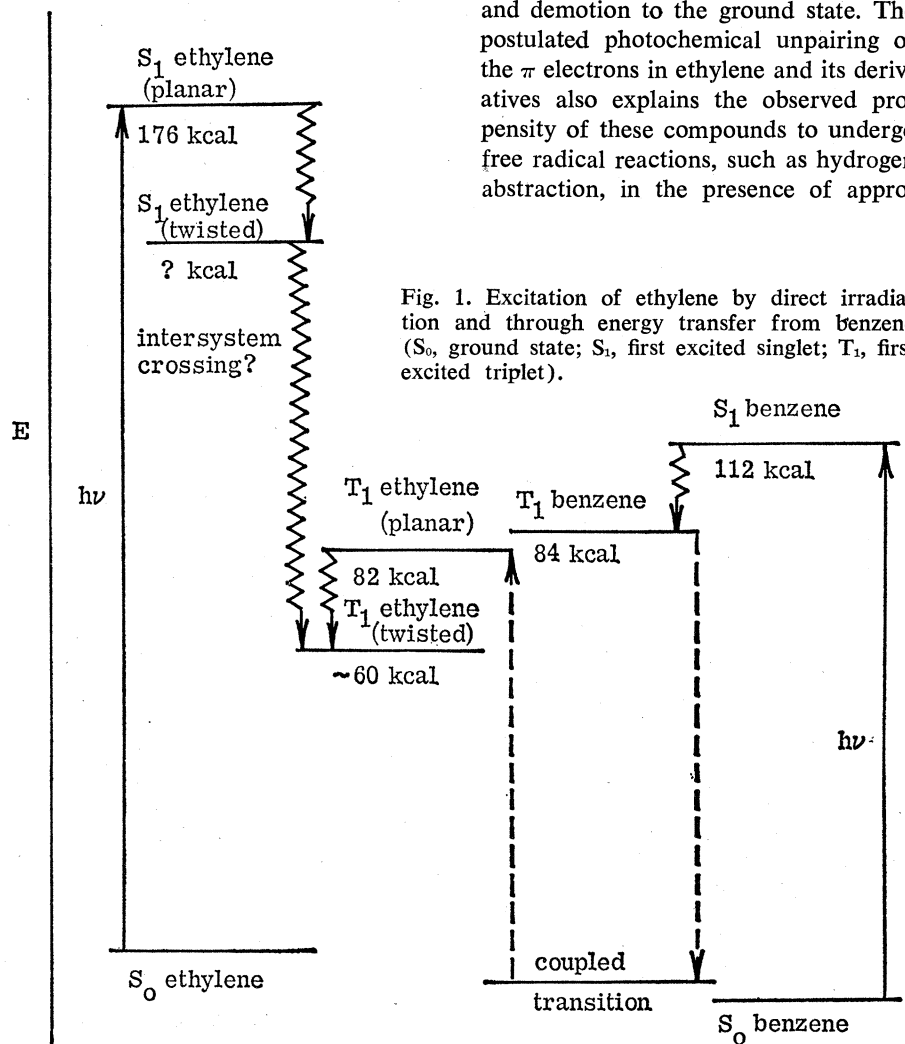 and demotion to the ground state. Th
postulated photochemical unpairing o
the π electrons in ethylene and its deriv
atives also explains the observed pro
pensity of these compounds to underg
free radical reactions, such as hydroge
abstraction, in the presence of appro
S1 ethylene
(planar)
176 kcal
S1 ethylene
(twisted)
? kcal
intersystem
crossing?
Fig. 1. Excitation of ethylene by direct irradia
tion and through energy transfer from benzen
(S₀, ground state; S₁, first excited singlet; T₁, firs
excited triplet).
E
hν
S1 benzene
112 kcal
T1 ethylene
(planar)
T1 benzene
84 kcal
82 kcal
T1 ethylene
(twisted)
~60 kcal
hν
So ethylene
coupled
transition
So benzene